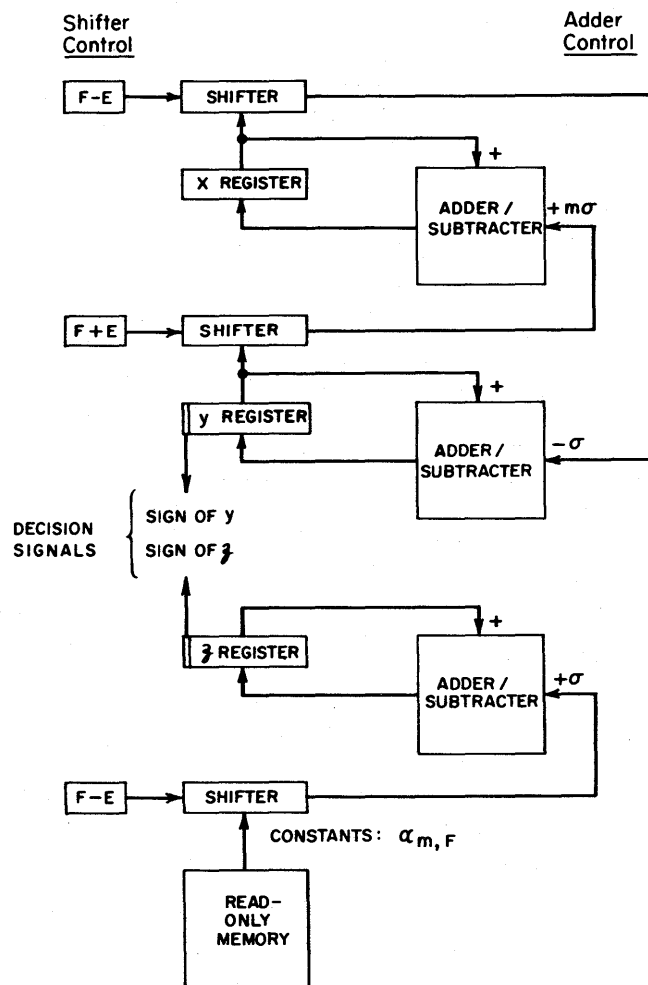 Shifter
Control
Adder
Control
F-E
SHIFTER
+
X REGISTER
ADDER /
SUBTRACTER
+mσ
F+E
SHIFTER
+
y REGISTER
ADDER /
SUBTRACTER
-σ
DECISION
SIGNALS
SIGN OF y
SIGN OF z
+
z REGISTER
ADDER /
SUBTRACTER
+σ
F-E
SHIFTER
CONSTANTS: α m, F
READ-
ONLY
MEMORY